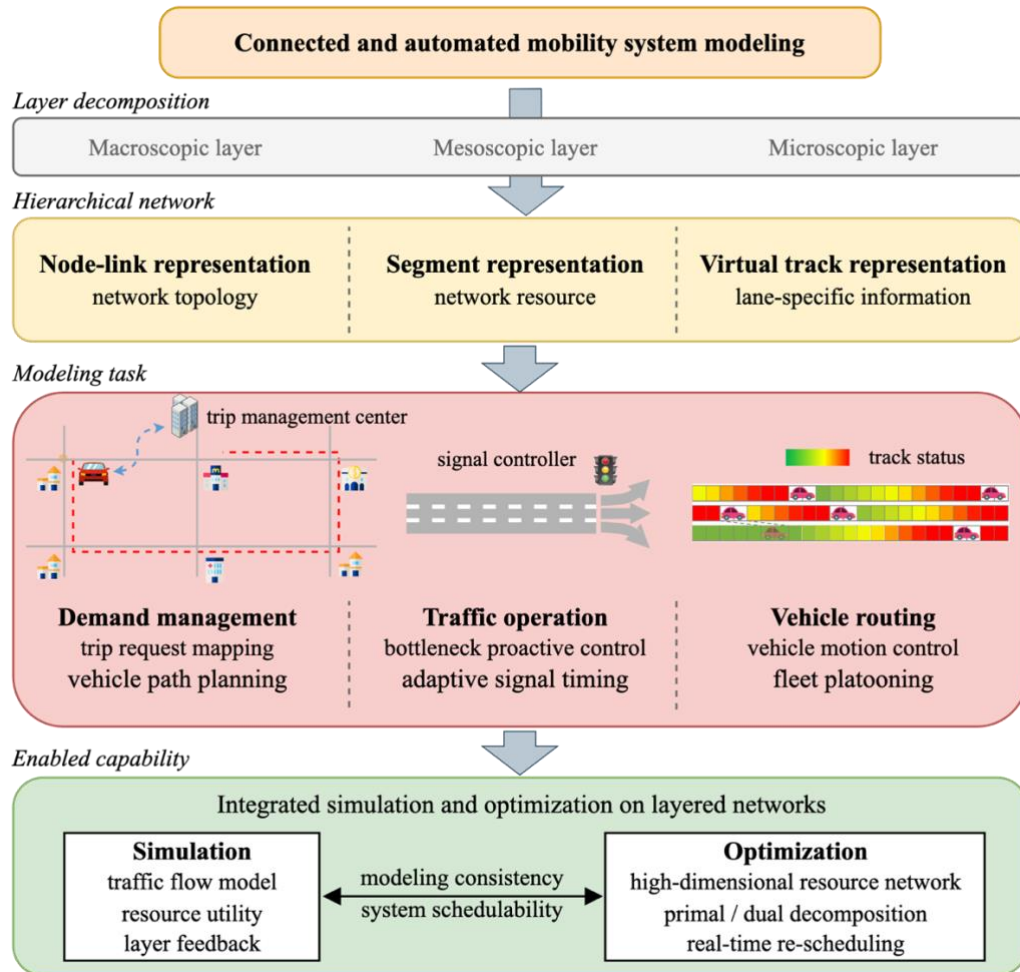 Connected and automated mobility system modeling
Layer decomposition
Macroscopic layer
Mesoscopic layer
Microscopic layer
Hierarchical network
Node-link representation
network topology
Segment representation
network resource
Virtual track representation
lane-specific information
Modeling task
trip management center
signal controller
track status
Demand management
trip request mapping
vehicle path planning
Traffic operation
bottleneck proactive control
adaptive signal timing
Vehicle routing
vehicle motion control
fleet platooning
Enabled capability
Integrated simulation and optimization on layered networks
Simulation
traffic flow model
resource utility
layer feedback
modeling consistency
system schedulability
Optimization
high-dimensional resource network
primal / dual decomposition
real-time re-scheduling